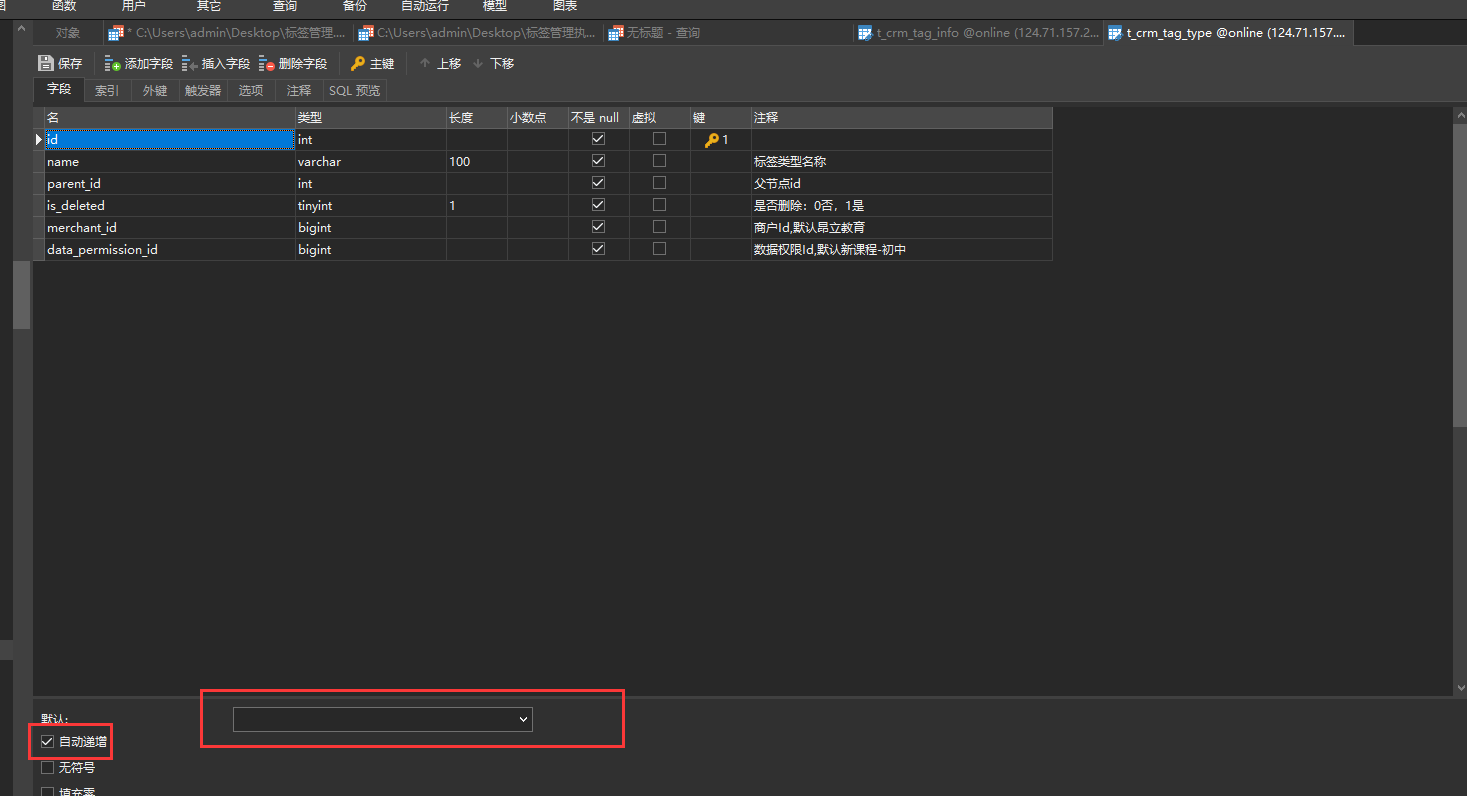 函数 用户 其它 查询 备份 自动运行 模型 图表
对象 * C:\Users\admin\Desktop\标签管理.... C:\Users\admin\Desktop\标签管理执... 无标题 - 查询 t_crm_tag_info @online (124.71.157.2... t_crm_tag_type @online (124.71.157....
保存 添加字段 插入字段 删除字段 主键 上移 下移
字段 索引 外键 触发器 选项 注释 SQL 预览
名 类型 长度 小数点 不是 null 虚拟 键 注释
id int 1
name varchar 100 标签类型名称
parent_id int 父节点id
is_deleted tinyint 1 是否删除：0否，1是
merchant_id bigint 商户Id,默认昂立教育
data_permission_id bigint 数据权限Id,默认新课程-初中
默认:
自动递增
无符号
填充零